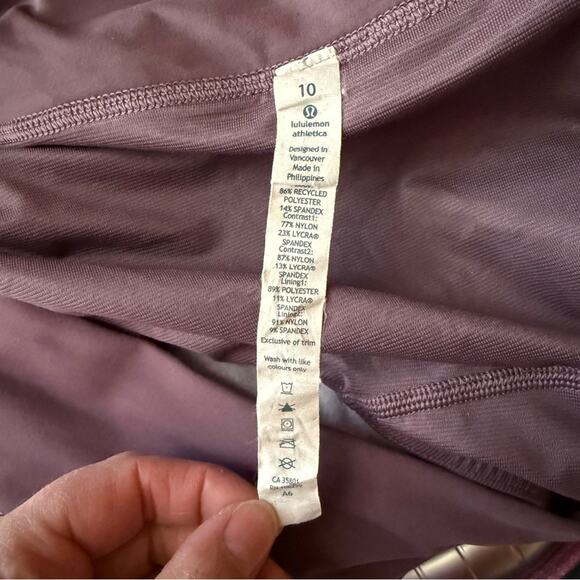 10
lululemon
athletica
Designed in
Vancouver
Made in
Philippines
86% RECYCLED
POLYESTER
14% SPANDEX
Contrast1:
77% NYLON
23% LYCRA®
SPANDEX
Contrast2:
87% NYLON
13% LYCRA®
SPANDEX
Lining1:
89% POLYESTER
11% LYCRA®
SPANDEX
91% NYLON
9% SPANDEX
Exclusive of trim
Wash with like
colours only
A6